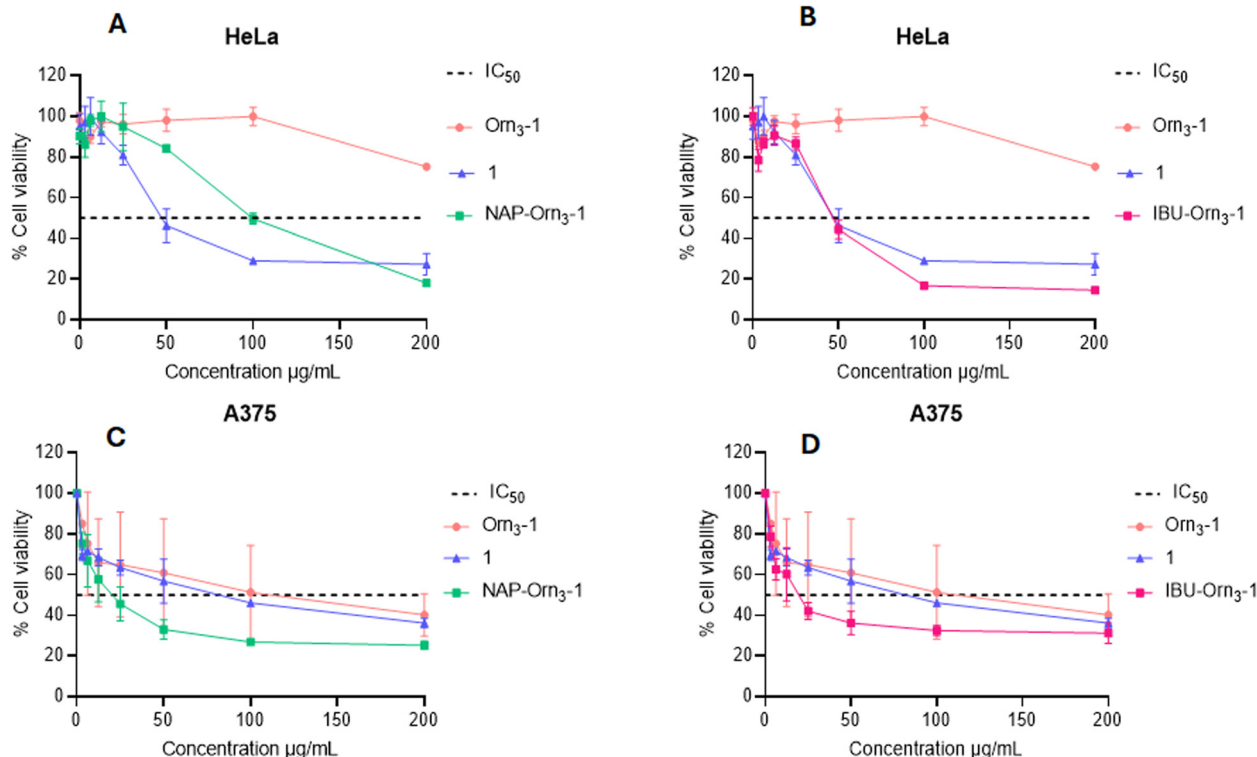 A
HeLa
% Cell viability
120
100
80
60
40
20
0
0 50 100 150 200
Concentration µg/mL
IC50
Orn3-1
1
NAP-Orn3-1
B
HeLa
% Cell viability
120
100
80
60
40
20
0
0 50 100 150 200
Concentration µg/mL
IC50
Orn3-1
1
IBU-Orn3-1
C
A375
% Cell viability
120
100
80
60
40
20
0
0 50 100 150 200
Concentration µg/mL
IC50
Orn3-1
1
NAP-Orn3-1
D
A375
% Cell viability
120
100
80
60
40
20
0
0 50 100 150 200
Concentration µg/mL
IC50
Orn3-1
1
IBU-Orn3-1